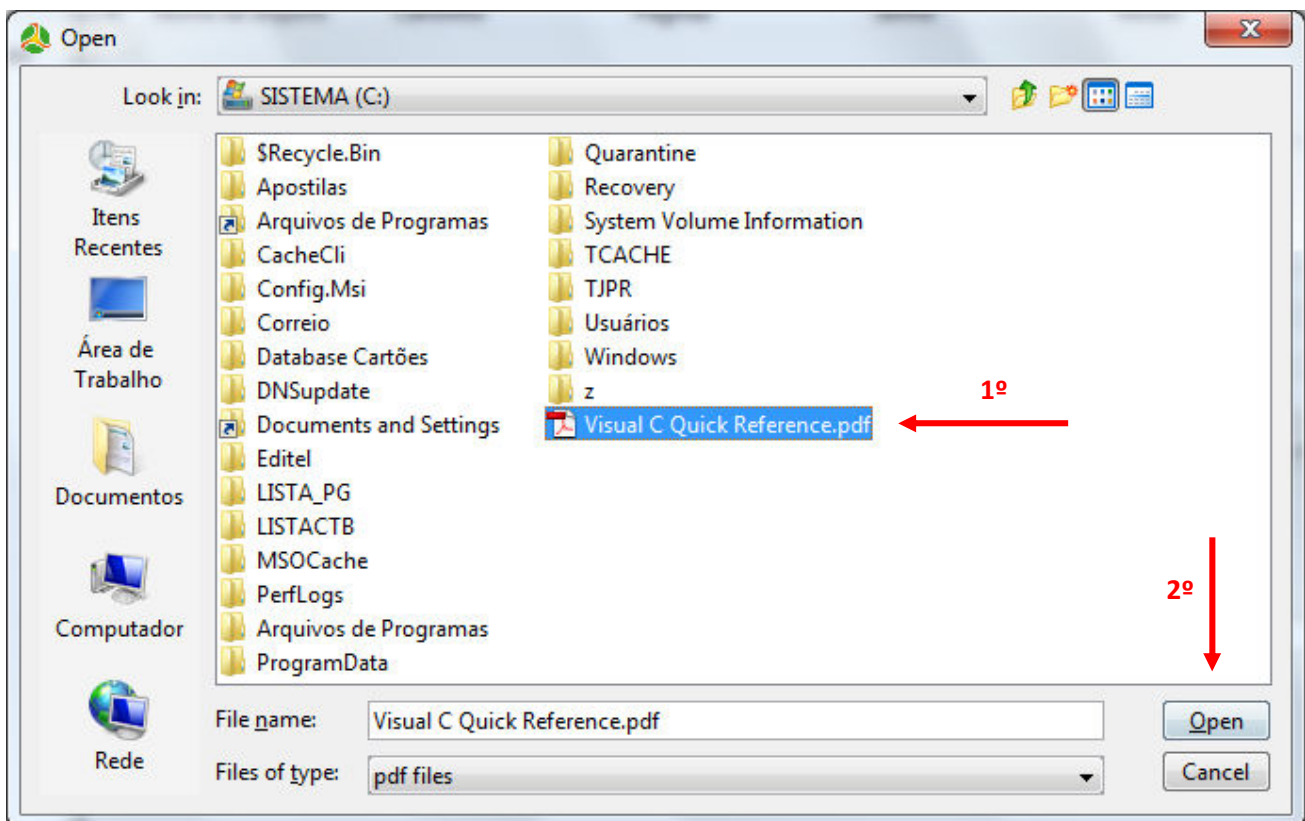 Open
Look in: SISTEMA (C:)
Itens
Recentes
Área de
Trabalho
Documentos
Computador
Rede
$Recycle.Bin
Apostilas
Arquivos de Programas
CacheCli
Config.Msi
Correio
Database Cartões
DNSupdate
Documents and Settings
Editel
LISTA_PG
LISTACTB
MSOCache
PerfLogs
Arquivos de Programas
ProgramData
Quarantine
Recovery
System Volume Information
TCACHE
TJPR
Usuários
Windows
z
Visual C Quick Reference.pdf
1º
2º
File name: Visual C Quick Reference.pdf
Open
Files of type: pdf files
Cancel